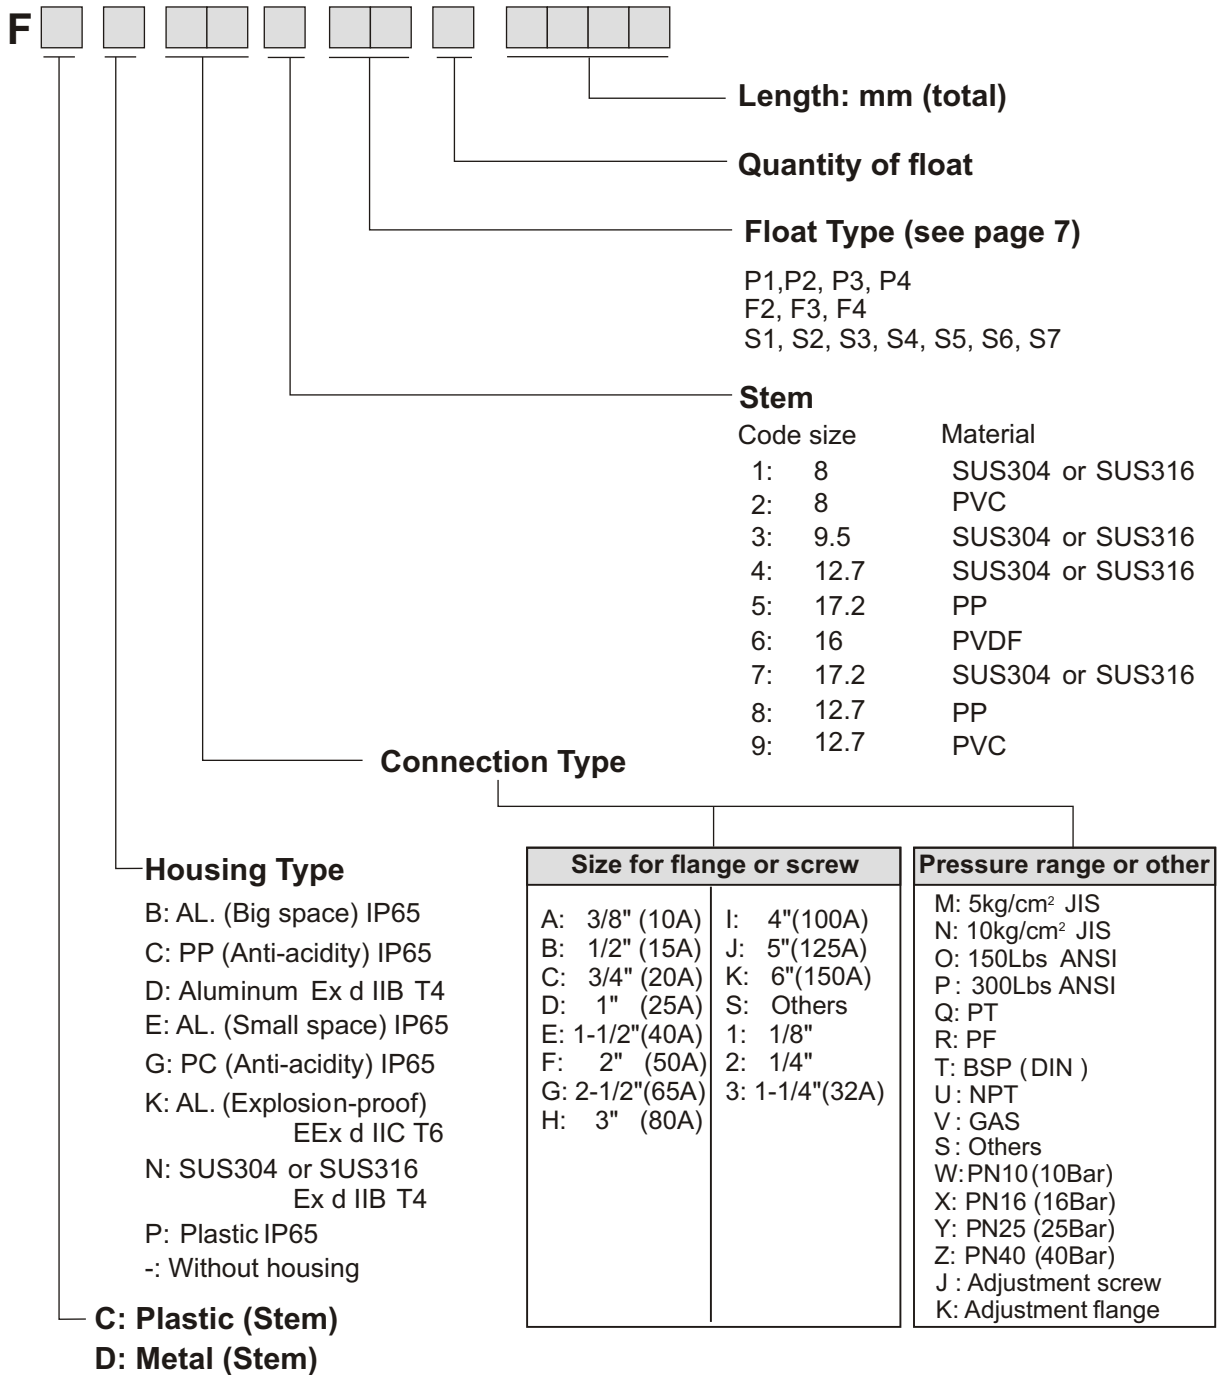 F
Length: mm (total)
Quantity of float
Float Type (see page 7)
P1,P2, P3, P4
F2, F3, F4
S1, S2, S3, S4, S5, S6, S7
Stem
Code size Material
1: 8 SUS304 or SUS316
2: 8 PVC
3: 9.5 SUS304 or SUS316
4: 12.7 SUS304 or SUS316
5: 17.2 PP
6: 16 PVDF
7: 17.2 SUS304 or SUS316
8: 12.7 PP
9: 12.7 PVC
Connection Type
Housing Type
B: AL. (Big space) IP65
C: PP (Anti-acidity) IP65
D: Aluminum Ex d IIB T4
E: AL. (Small space) IP65
G: PC (Anti-acidity) IP65
K: AL. (Explosion-proof)
EEx d IIC T6
N: SUS304 or SUS316
Ex d IIB T4
P: Plastic IP65
-: Without housing
C: Plastic (Stem)
D: Metal (Stem)
Size for flange or screw
A: 3/8" (10A)
B: 1/2" (15A)
C: 3/4" (20A)
D: 1" (25A)
E: 1-1/2"(40A)
F: 2" (50A)
G: 2-1/2"(65A)
H: 3" (80A)
I: 4"(100A)
J: 5"(125A)
K: 6"(150A)
S: Others
1: 1/8"
2: 1/4"
3: 1-1/4"(32A)
Pressure range or other
M: 5kg/cm² JIS
N: 10kg/cm² JIS
O: 150Lbs ANSI
P: 300Lbs ANSI
Q: PT
R: PF
T: BSP (DIN)
U: NPT
V: GAS
S: Others
W:PN10(10Bar)
X: PN16 (16Bar)
Y: PN25 (25Bar)
Z: PN40 (40Bar)
J : Adjustment screw
K: Adjustment flange